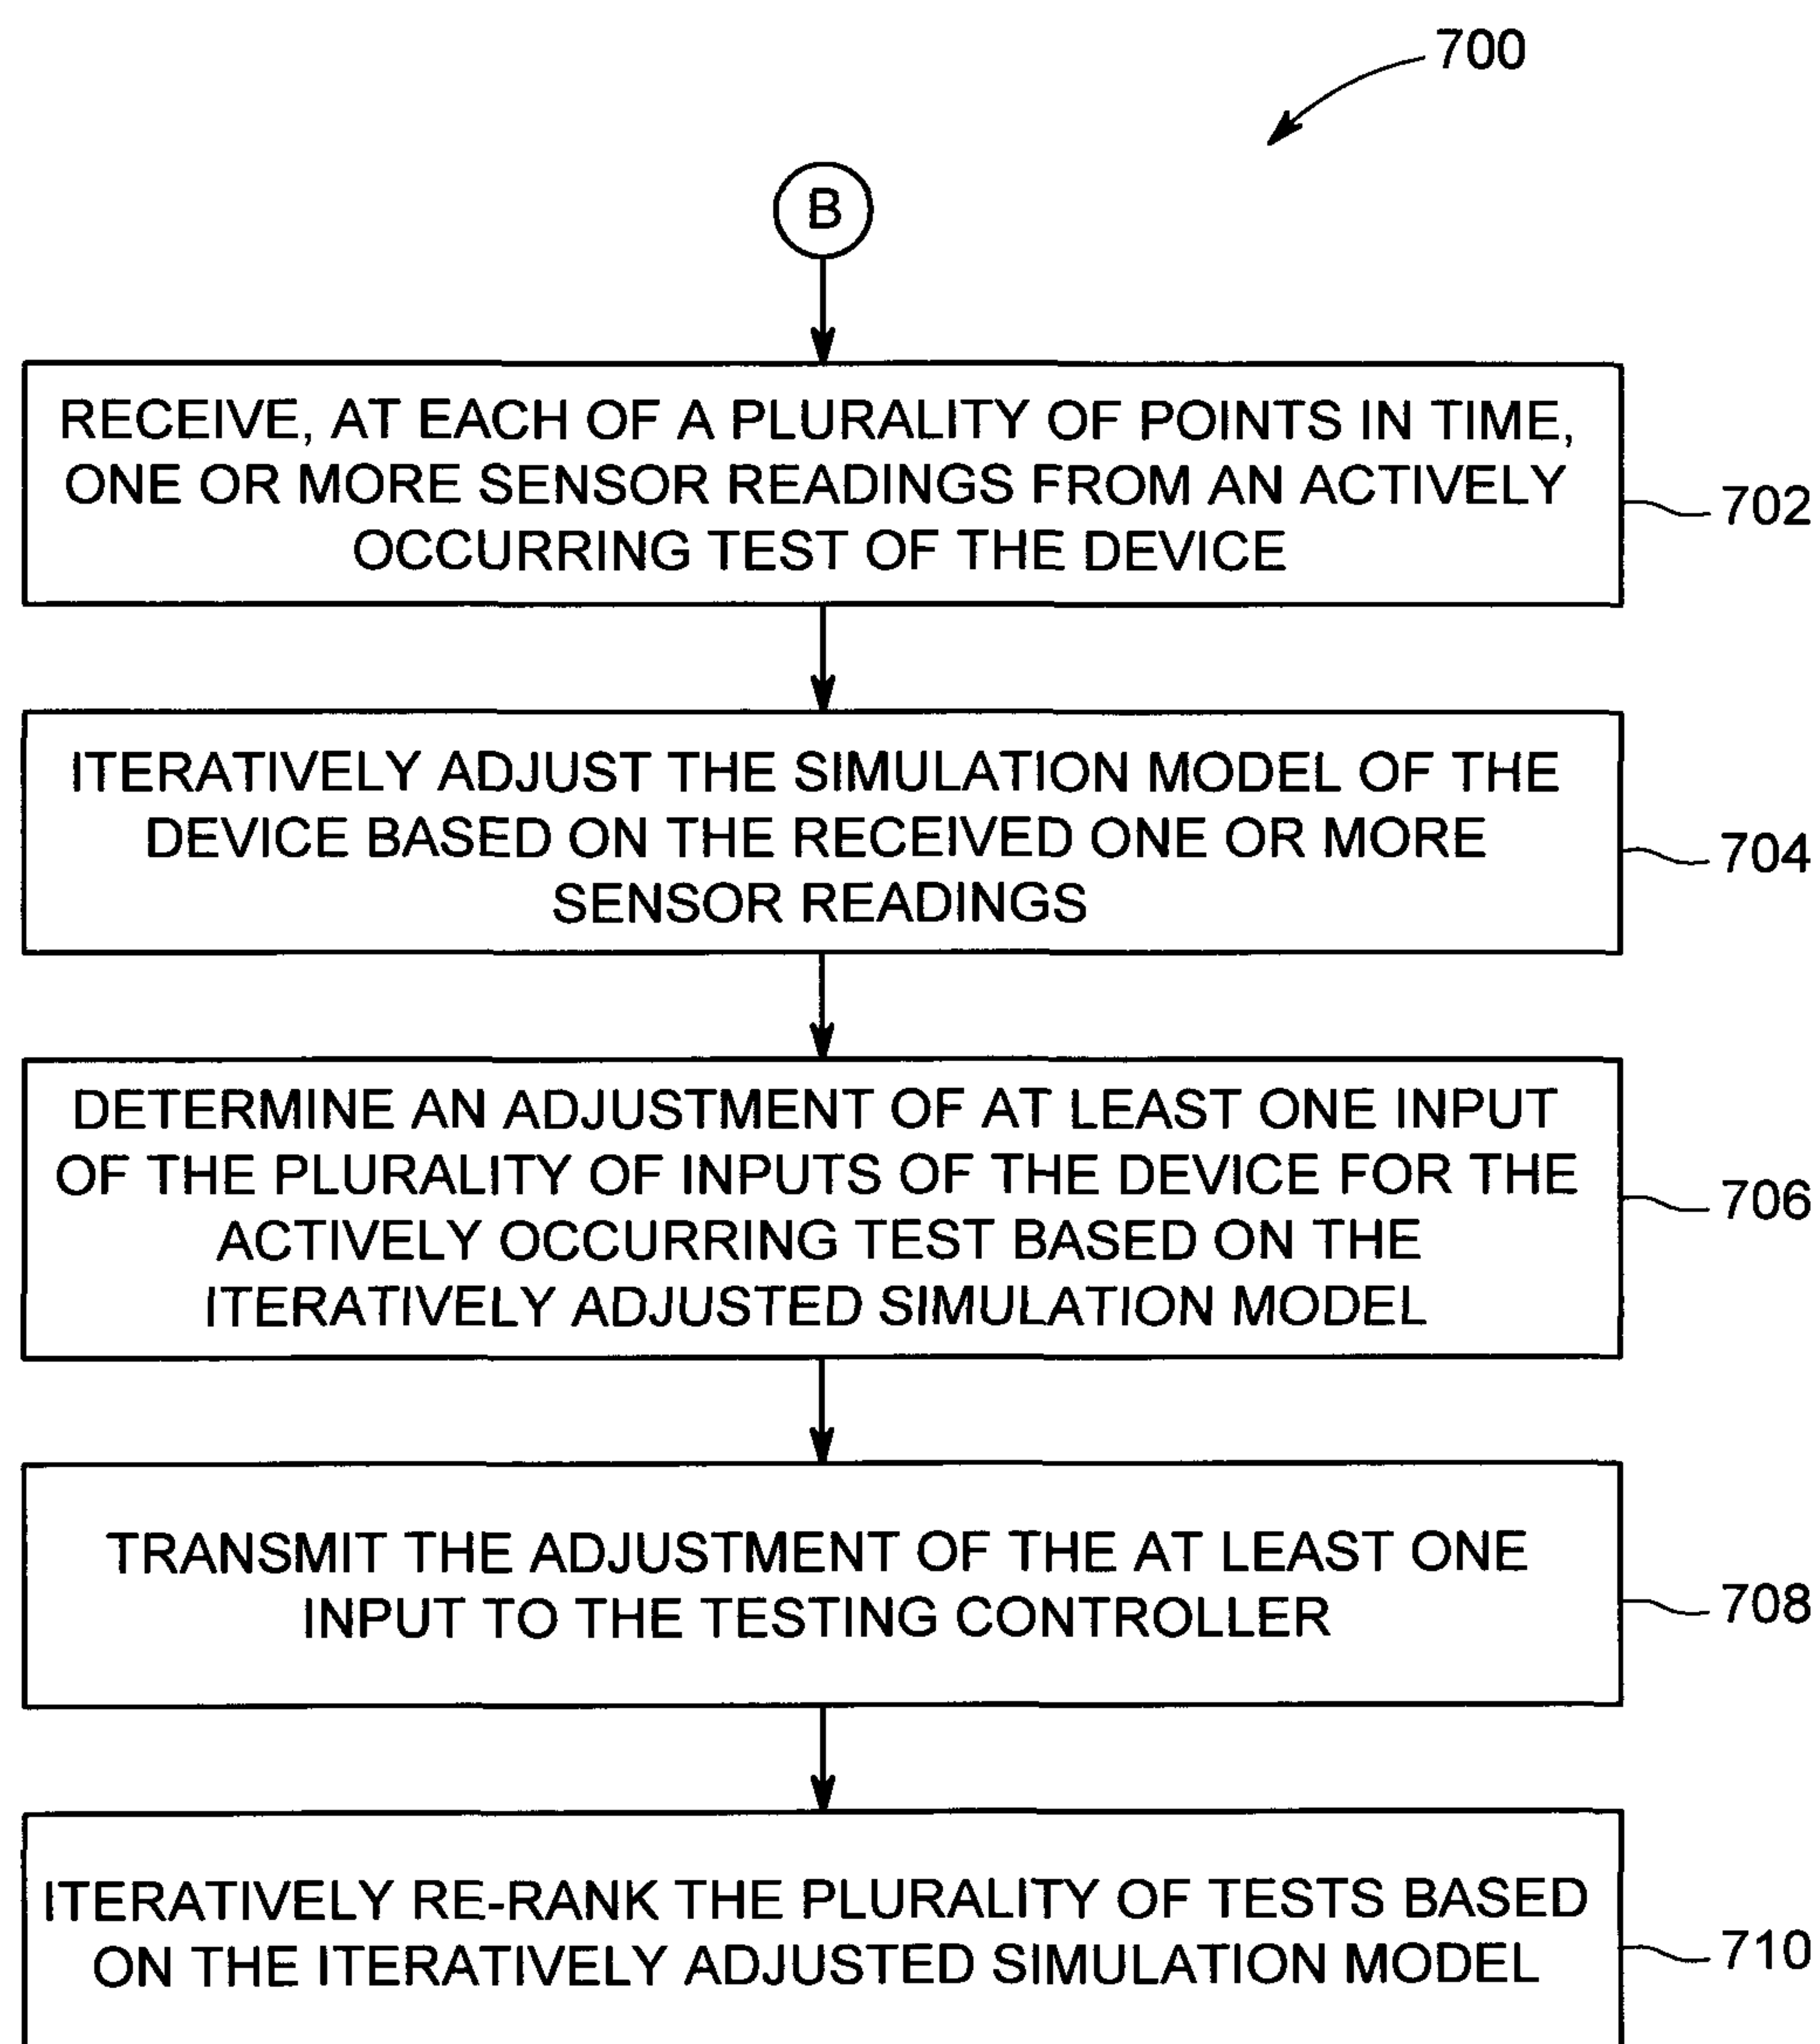 700
B
RECEIVE, AT EACH OF A PLURALITY OF POINTS IN TIME,
ONE OR MORE SENSOR READINGS FROM AN ACTIVELY
OCCURRING TEST OF THE DEVICE
702
ITERATIVELY ADJUST THE SIMULATION MODEL OF THE
DEVICE BASED ON THE RECEIVED ONE OR MORE
SENSOR READINGS
704
DETERMINE AN ADJUSTMENT OF AT LEAST ONE INPUT
OF THE PLURALITY OF INPUTS OF THE DEVICE FOR THE
ACTIVELY OCCURRING TEST BASED ON THE
ITERATIVELY ADJUSTED SIMULATION MODEL
706
TRANSMIT THE ADJUSTMENT OF THE AT LEAST ONE
INPUT TO THE TESTING CONTROLLER
708
ITERATIVELY RE-RANK THE PLURALITY OF TESTS BASED
ON THE ITERATIVELY ADJUSTED SIMULATION MODEL
710